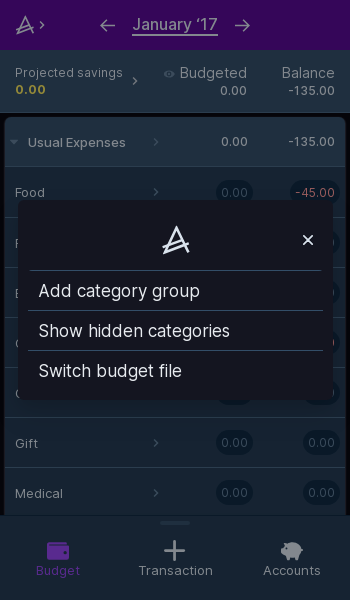 January ‘17
Projected savings Budgeted Balance
0.00 0.00 -135.00
Usual Expenses 0.00 -135.00
Food 0.00 -45.00
Add category group
Show hidden categories
Switch budget file
Gift 0.00 0.00
Medical 0.00 0.00
Budget Transaction Accounts